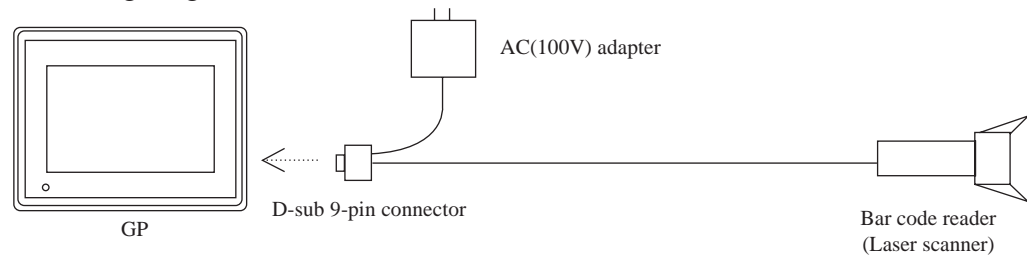 AC(100V) adapter
D-sub 9-pin connector
GP
Bar code reader
(Laser scanner)